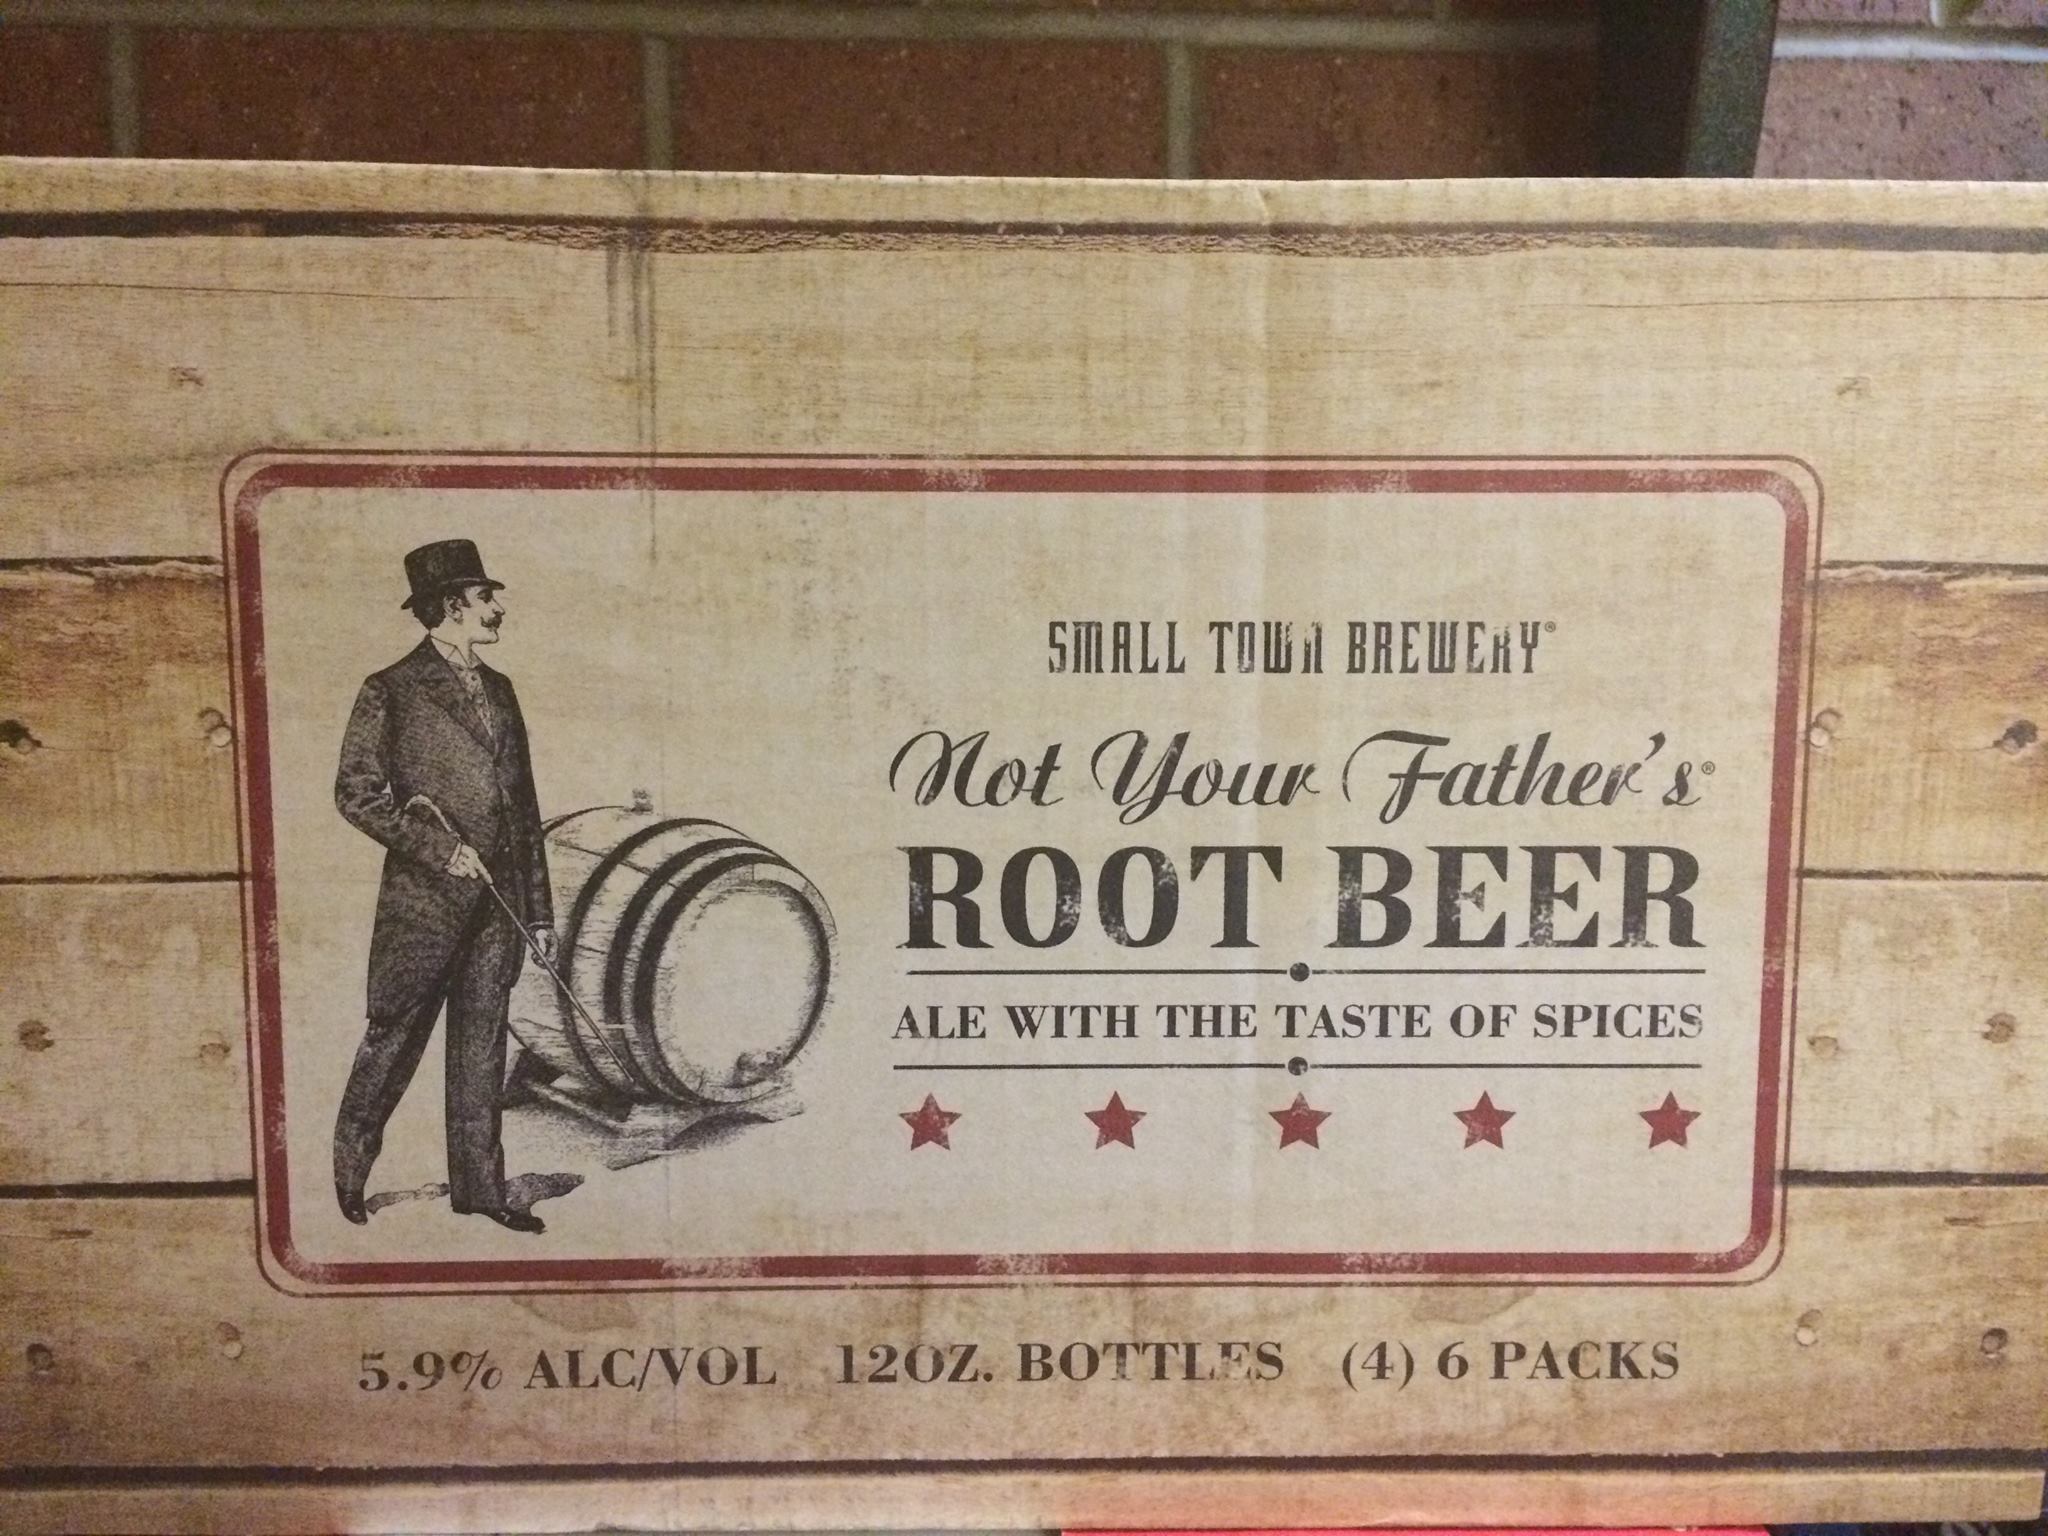 SMALL TOWN BREWERY®
Not Your Father's®
ROOT BEER
ALE WITH THE TASTE OF SPICES
5.9% ALC/VOL 12OZ. BOTTLES (4) 6 PACKS